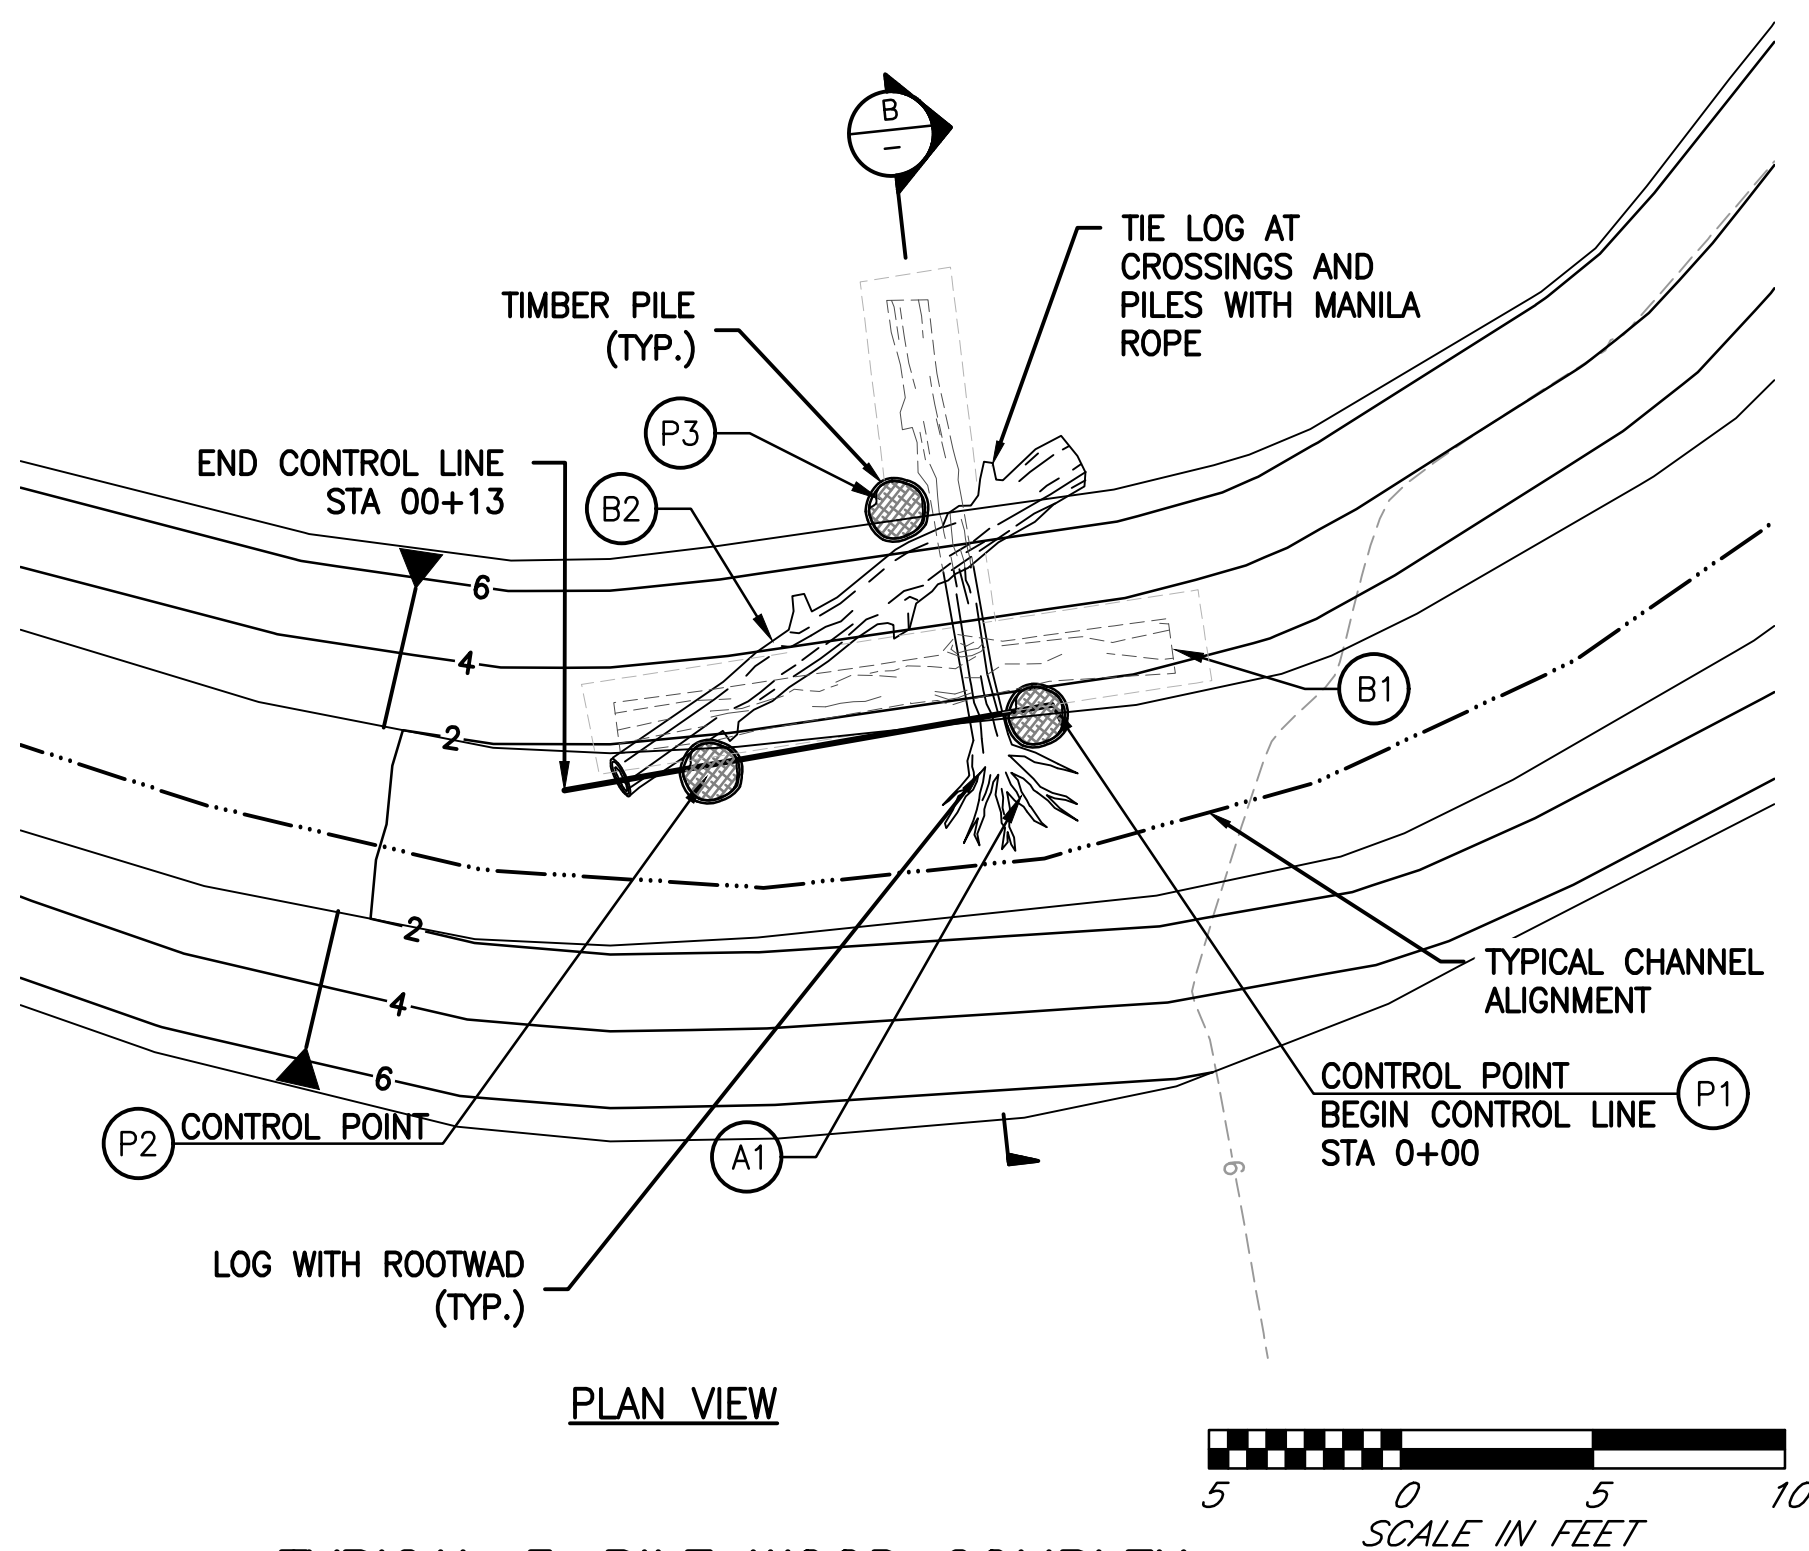 B
–
TIE LOG AT
CROSSINGS AND
PILES WITH MANILA
ROPE
TIMBER PILE
(TYP.)
P3
END CONTROL LINE
STA 00+13
B2
6
4
B1
2
2
4
TYPICAL CHANNEL
ALIGNMENT
6
CONTROL POINT
BEGIN CONTROL LINE
STA 0+00
P1
P2
CONTROL POINT
A1
6
LOG WITH ROOTWAD
(TYP.)
PLAN VIEW
5 0 5 10
SCALE IN FEET